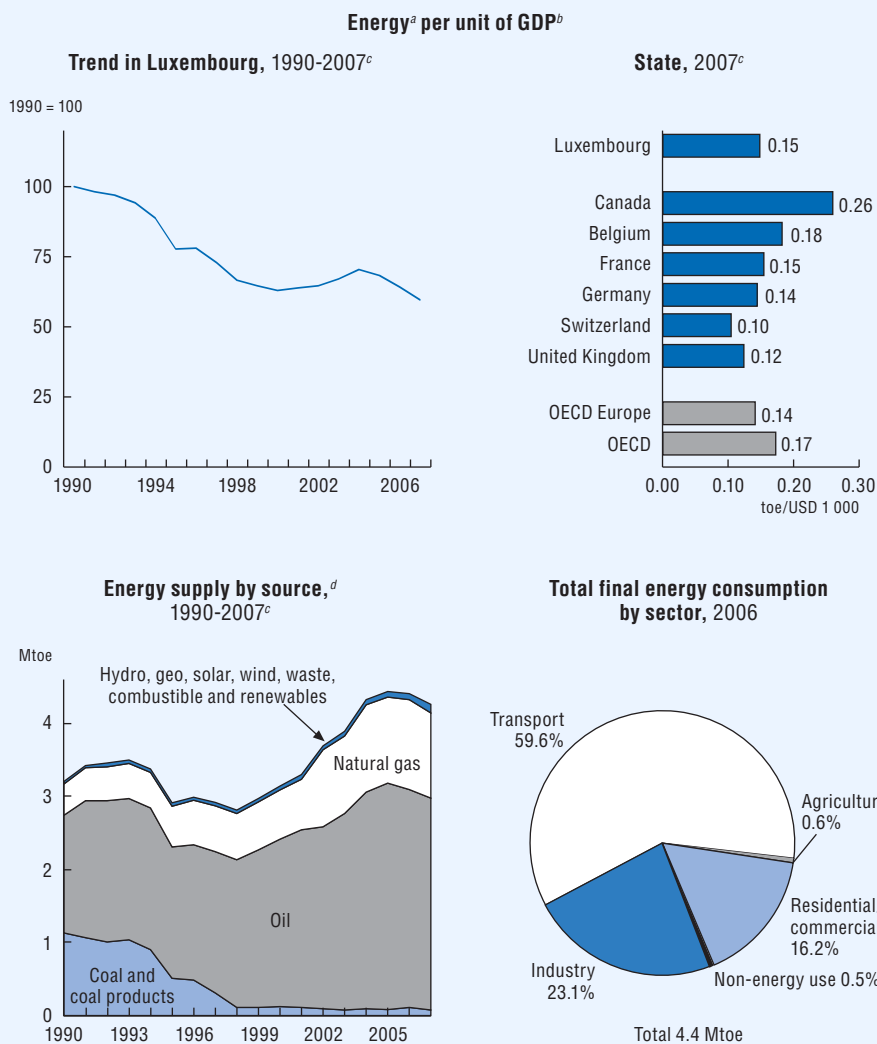 Energyᵃ per unit of GDPᵇ
Trend in Luxembourg, 1990-2007ᶜ
1990 = 100
100
75
50
25
0
1990 1994 1998 2002 2006
State, 2007ᶜ
Luxembourg 0.15
Canada 0.26
Belgium 0.18
France 0.15
Germany 0.14
Switzerland 0.10
United Kingdom 0.12
OECD Europe 0.14
OECD 0.17
0.00 0.10 0.20 0.30
toe/USD 1 000
Energy supply by source,ᵈ
1990-2007ᶜ
Mtoe
Hydro, geo, solar, wind, waste,
combustible and renewables
4
3
2
1
0
Natural gas
Oil
Coal and
coal products
1990 1993 1996 1999 2002 2005
Total final energy consumption
by sector, 2006
Transport
59.6%
Agricultur
0.6%
Residential
commercia
16.2%
Non-energy use 0.5%
Industry
23.1%
Total 4.4 Mtoe